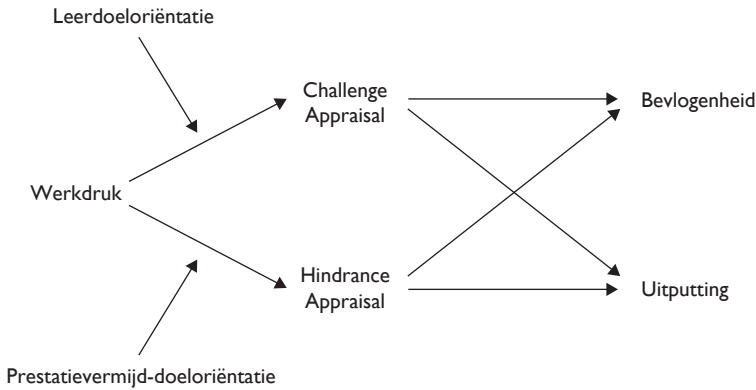 Leerdoeloriëntatie
Challenge
Appraisal
Bevlogenheid
Werkdruk
Hindrance
Appraisal
Uitputting
Prestatievermijd-doeloriëntatie